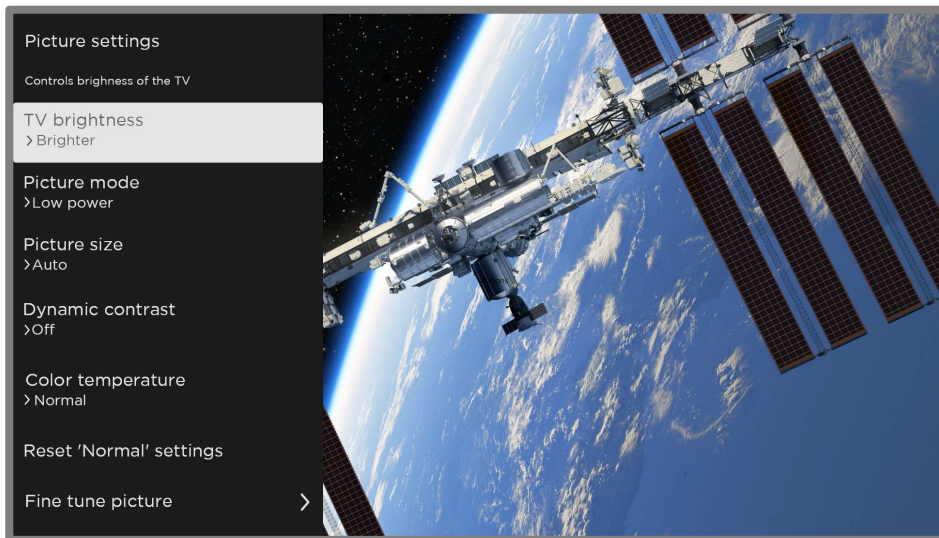 Picture settings
Controls brighness of the TV
TV brightness
> Brighter
Picture mode
>Low power
Picture size
>Auto
Dynamic contrast
>Off
Color temperature
> Normal
Reset 'Normal' settings
Fine tune picture >